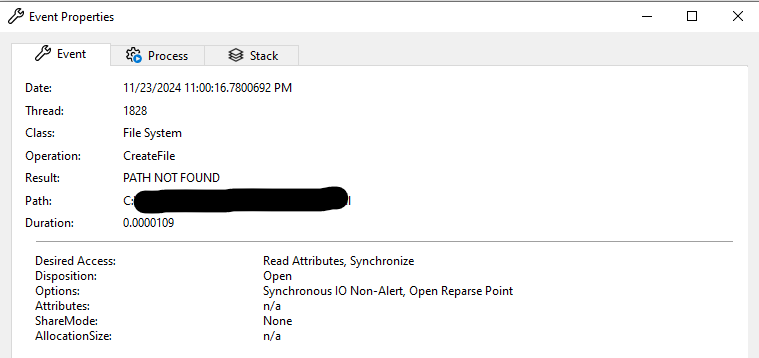 Event Properties
Event Process Stack
Date: 11/23/2024 11:00:16.7800692 PM
Thread: 1828
Class: File System
Operation: CreateFile
Result: PATH NOT FOUND
Path: C:
Duration: 0.0000109
Desired Access: Read Attributes, Synchronize
Disposition: Open
Options: Synchronous IO Non-Alert, Open Reparse Point
Attributes: n/a
ShareMode: None
AllocationSize: n/a